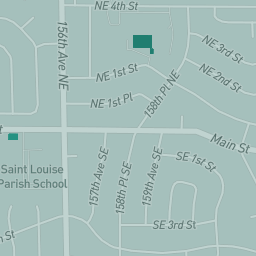 NE 4th St
156th Ave NE
NE 3rd St
NE 2nd St
NE 1st St
158th Pl NE
NE 1st Pl
Main St
Saint Louise
Parish School
SE 1st St
157th Ave SE
158th Pl SE
159th Ave SE
SE 3rd St
St